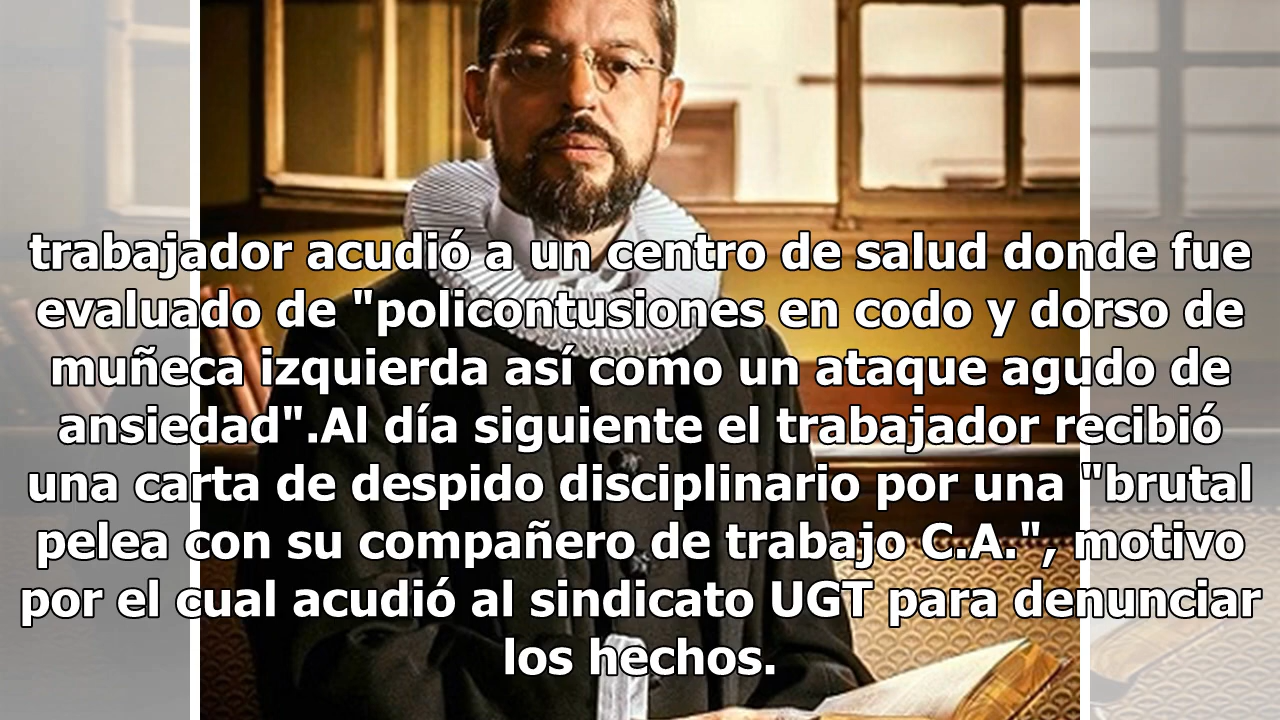 trabajador acudió a un centro de salud donde fue
evaluado de "policontusiones en codo y dorso de
muñeca izquierda así como un ataque agudo de
ansiedad".Al día siguiente el trabajador recibió
una carta de despido disciplinario por una "brutal
pelea con su compañero de trabajo C.A.", motivo
por el cual acudió al sindicato UGT para denunciar
los hechos.